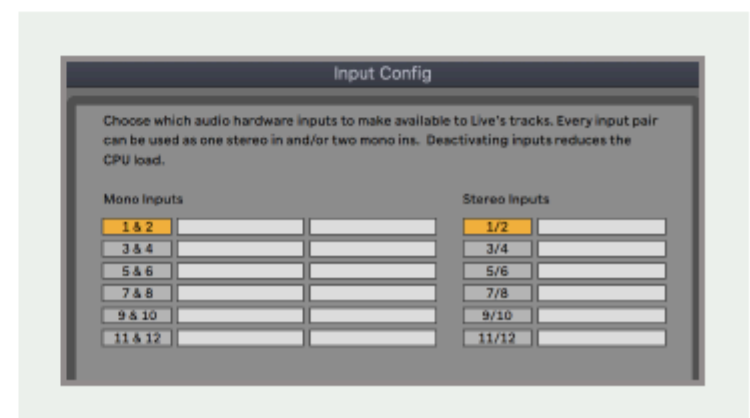 Input Config
Choose which audio hardware inputs to make available to Live's tracks. Every input pair
can be used as one stereo in and/or two mono ins.  Deactivating inputs reduces the
CPU load.
Mono Inputs Stereo Inputs
1 & 2 1/2
3 & 4 3/4
5 & 6 5/6
7 & 8 7/8
9 & 10 9/10
11 & 12 11/12